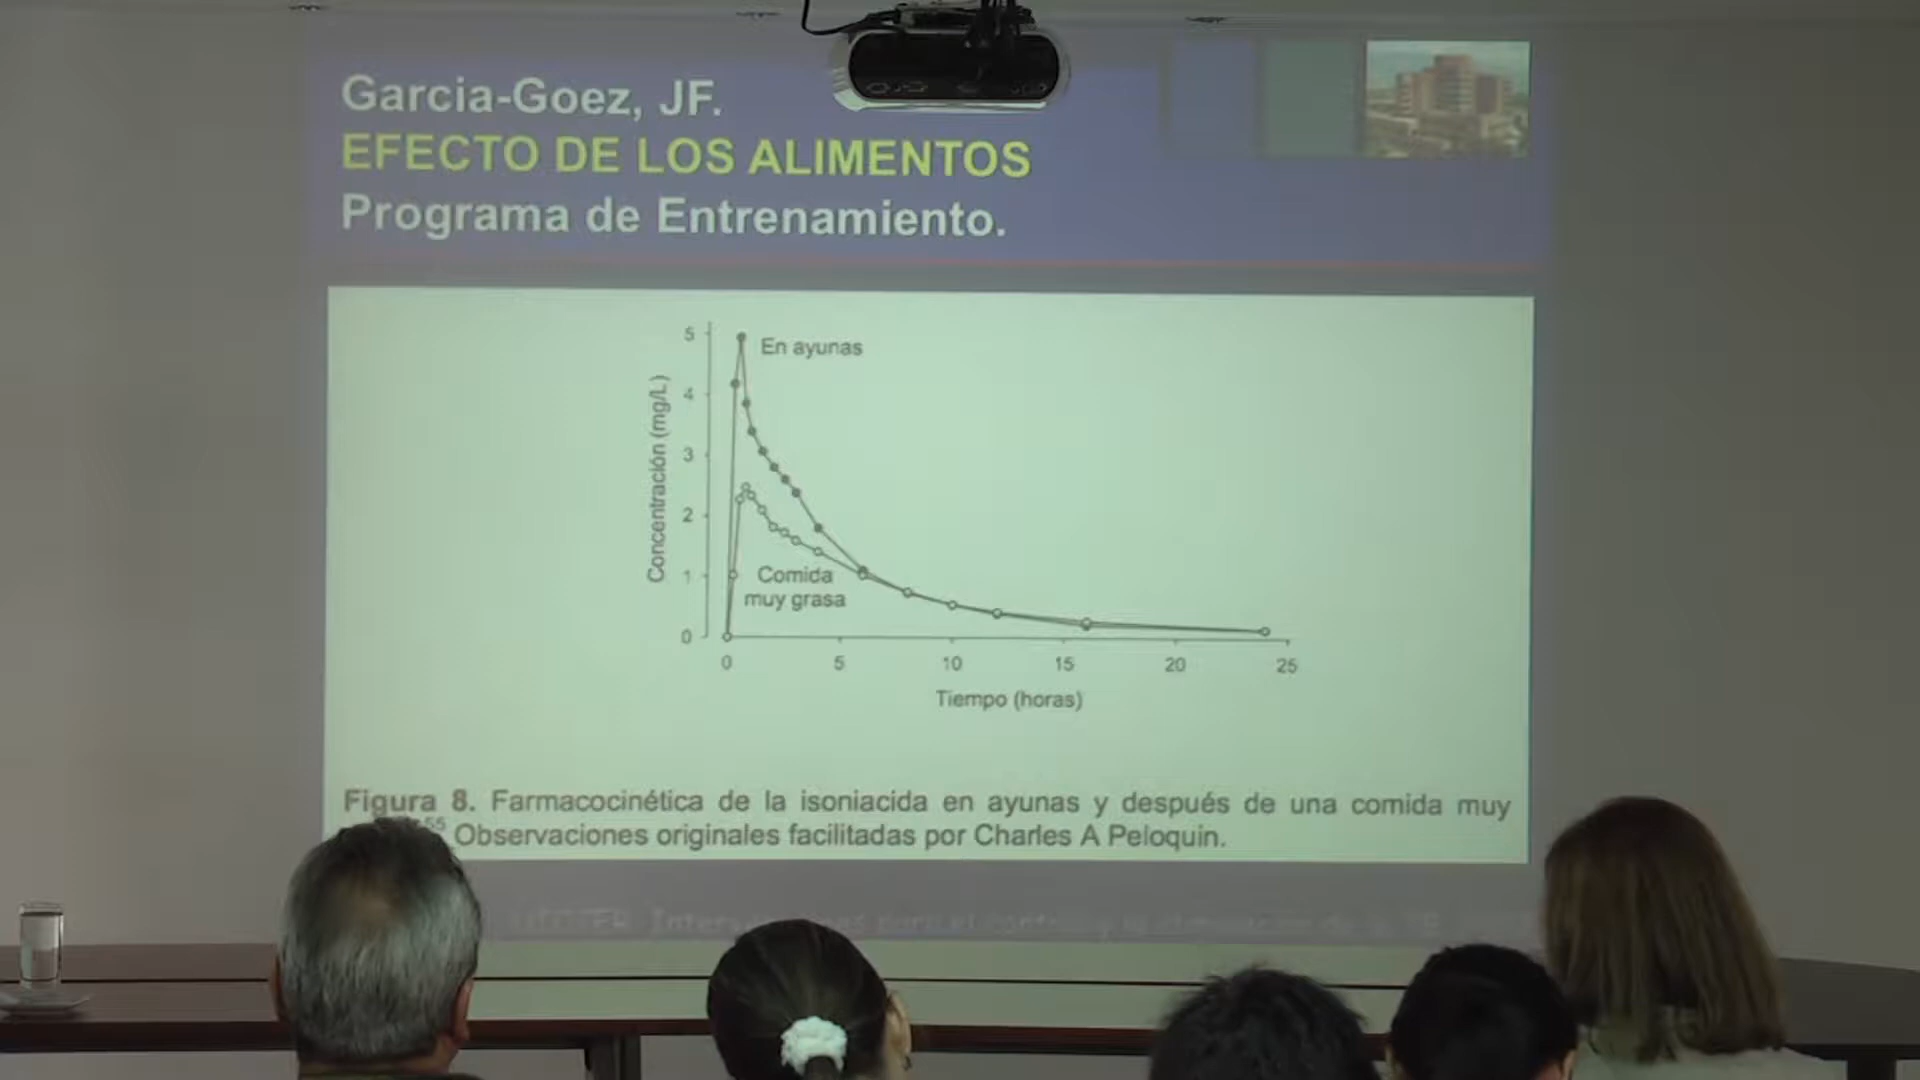 Garcia-Goez, JF.
EFECTO DE LOS ALIMENTOS
Programa de Entrenamiento.
5
En ayunas
4
3
2
1
0
Concentración (mg/L)
Comida
muy grasa
0 5 10 15 20 25
Tiempo (horas)
Figura 8. Farmacocinética de la isoniacida en ayunas y después de una comida muy
55 Observaciones originales facilitadas por Charles A Peloquin.